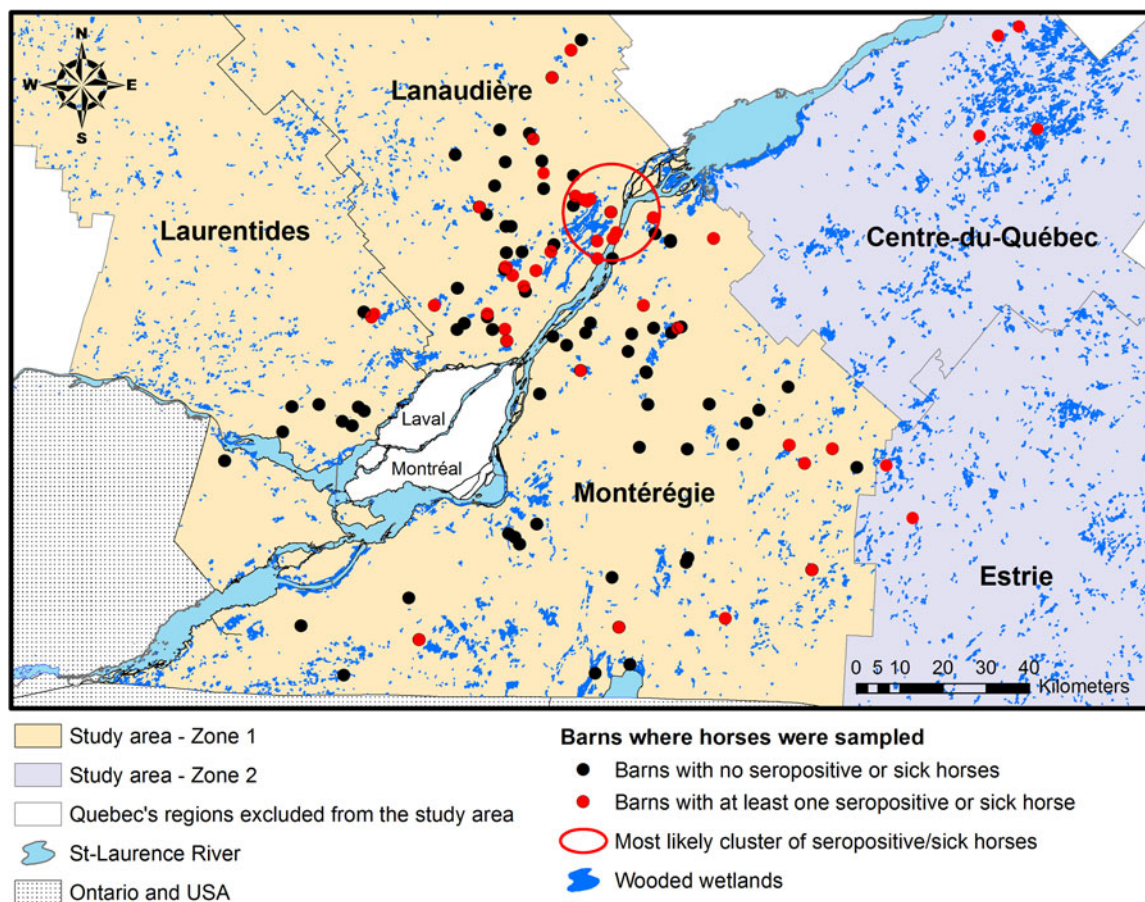 N
W E
S
Lanaudière
Laurentides
Centre-du-Québec
Laval
Montréal
Montérégie
Estrie
0 5 10 20 30 40
Kilometers
Study area - Zone 1
Study area - Zone 2
Quebec's regions excluded from the study area
St-Laurence River
Ontario and USA
Barns where horses were sampled
Barns with no seropositive or sick horses
Barns with at least one seropositive or sick horse
Most likely cluster of seropositive/sick horses
Wooded wetlands